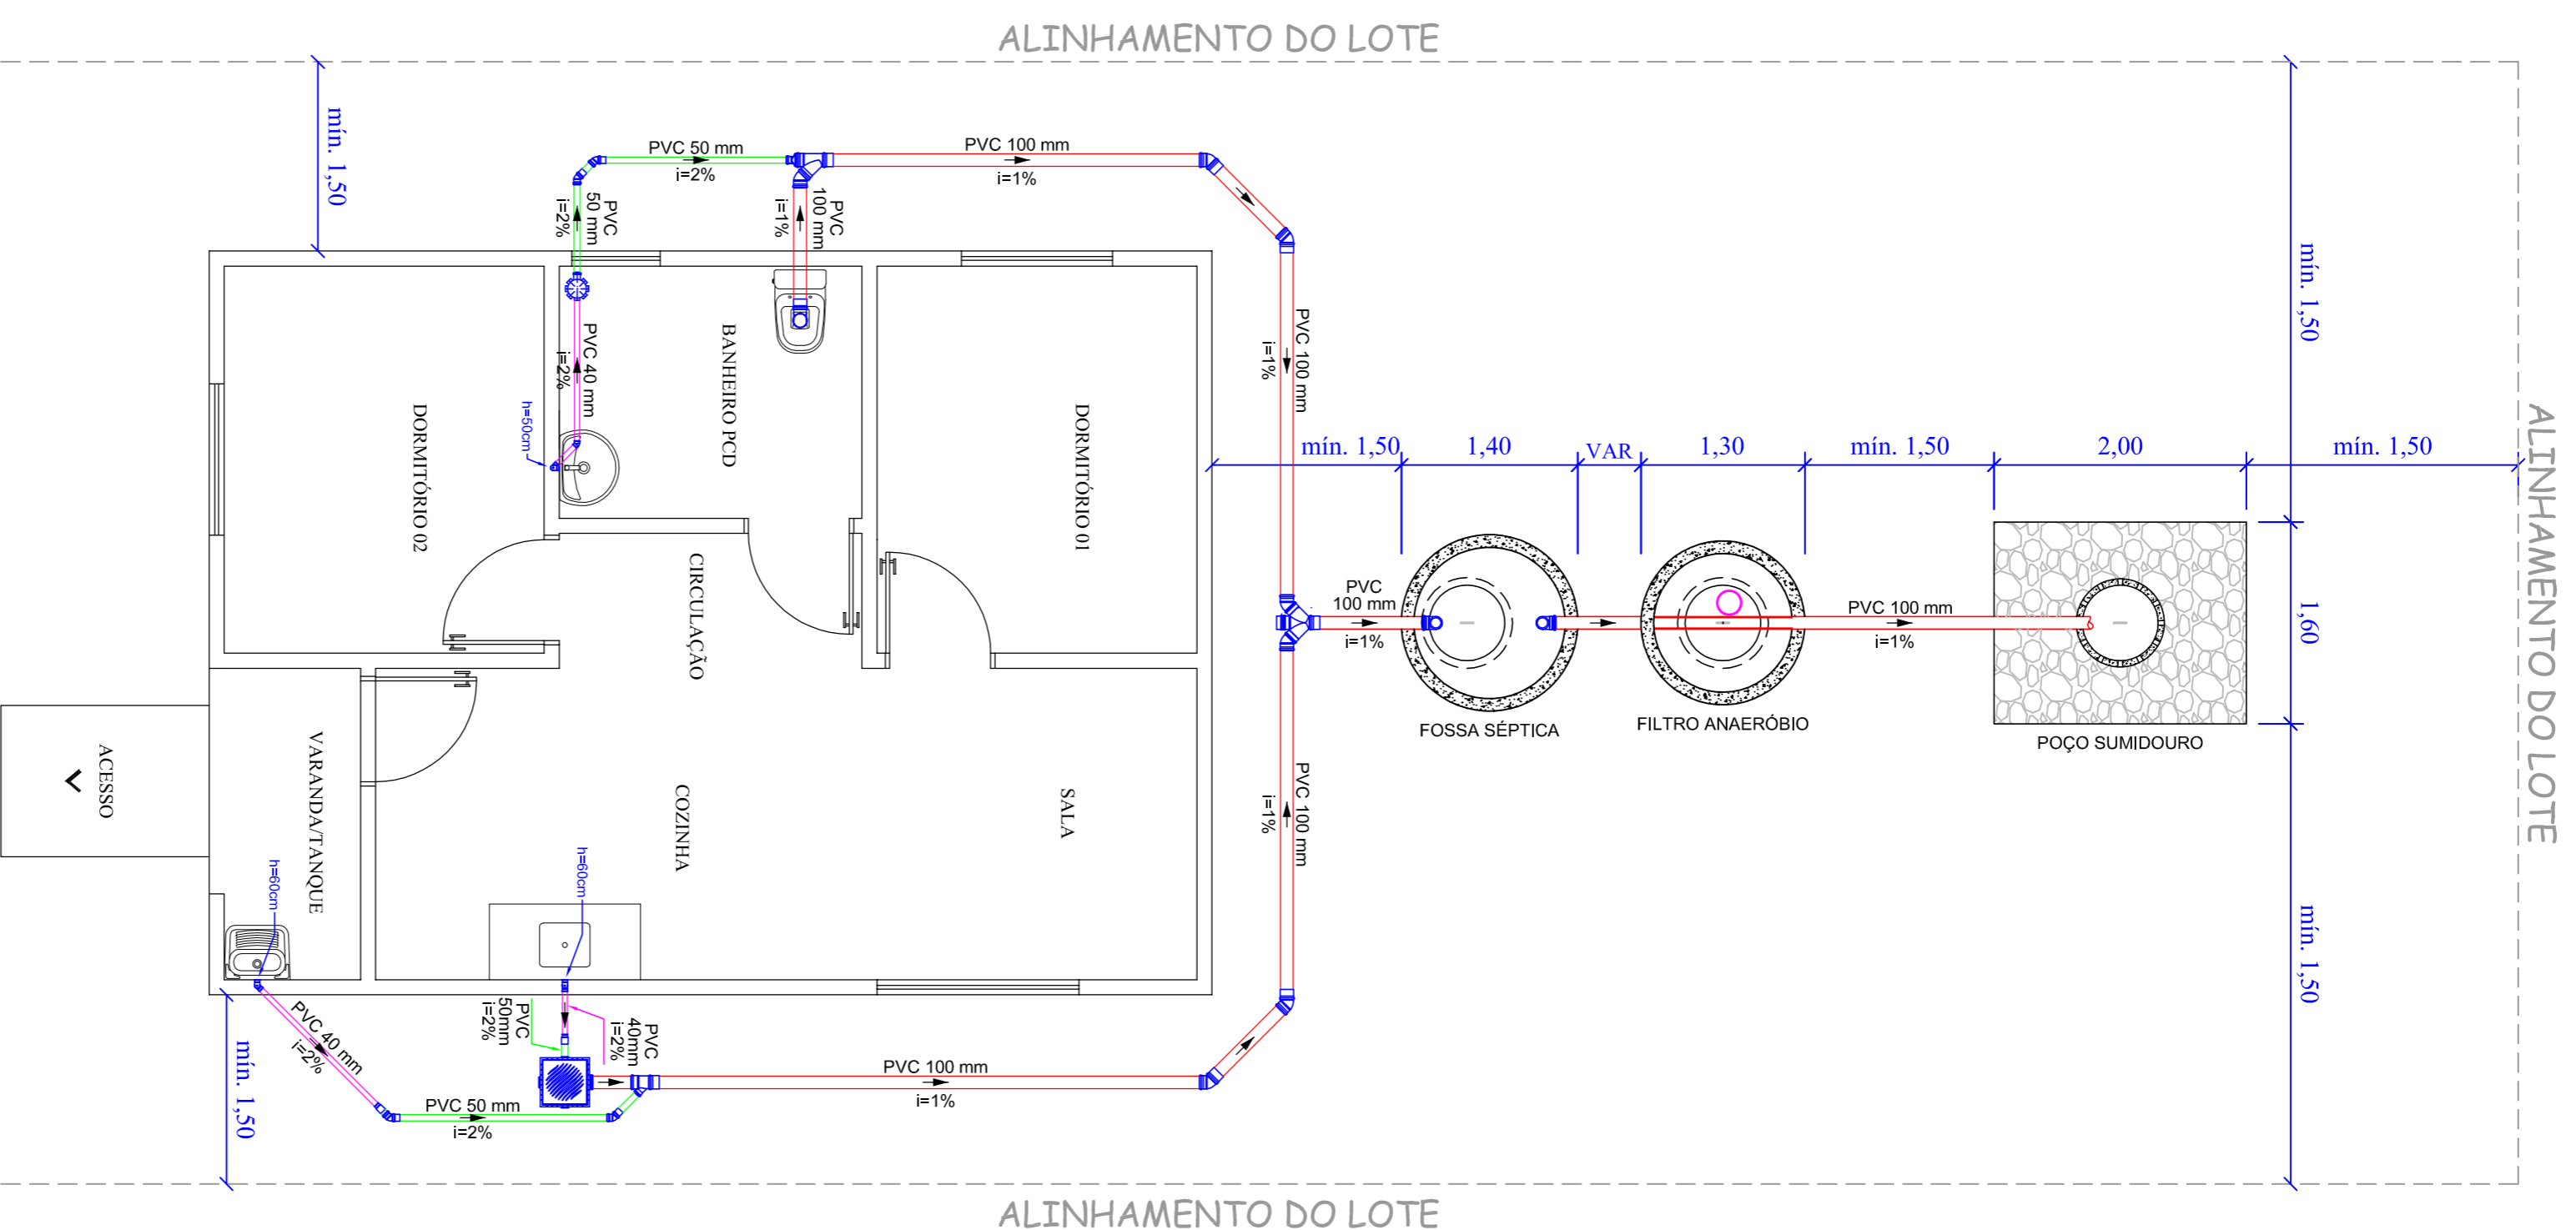 ALINHAMENTO DO LOTE
mín. 1,50
PVC 50 mm
i=2%
PVC 100 mm
i=1%
PVC
50 mm
i=2%
PVC
100 mm
i=1%
mín. 1,50
ALINHAMENTO DO LOTE
PVC 40 mm
i=2%
BANHEIRO PCD
PVC 100 mm
i=1%
h=50cm
DORMITÓRIO 02
DORMITÓRIO 01
mín. 1,50
1,40
VAR
1,30
mín. 1,50
2,00
mín. 1,50
CIRCULAÇÃO
PVC
100 mm
i=1%
PVC 100 mm
i=1%
1,60
FOSSA SÉPTICA
FILTRO ANAERÓBIO
POÇO SUMIDOURO
ACESSO
VARANDA/TANQUE
COZINHA
SALA
PVC 100 mm
i=1%
h=60cm
h=60cm
mín. 1,50
PVC
50mm
i=2%
PVC
40mm
i=2%
PVC 40 mm
i=2%
mín. 1,50
PVC 100 mm
i=1%
PVC 50 mm
i=2%
ALINHAMENTO DO LOTE